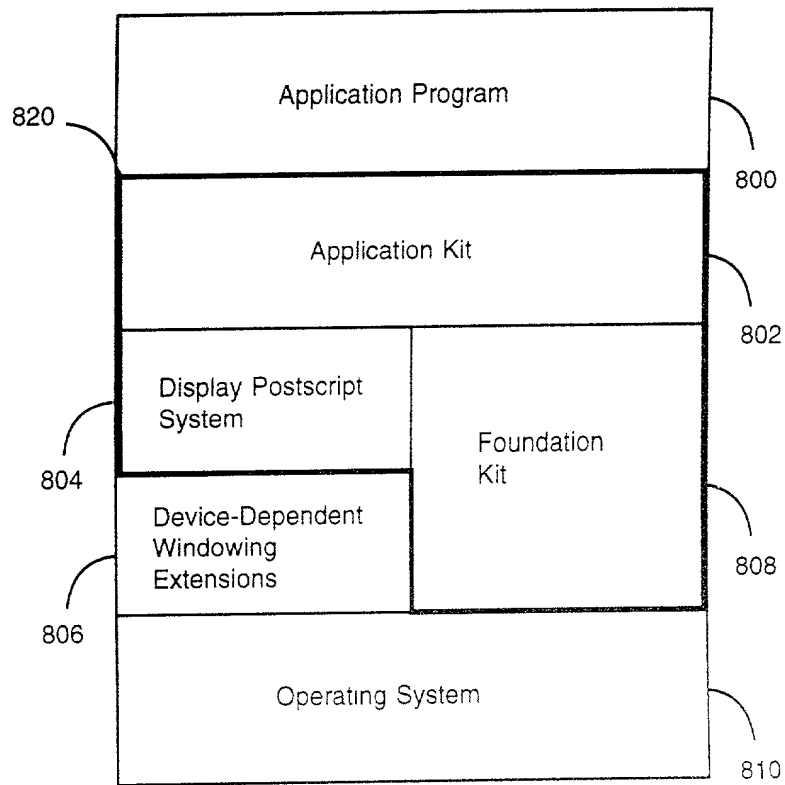 Application Program
820
800
Application Kit
802
Display Postscript
System
Foundation
Kit
804
Device-Dependent
Windowing
Extensions
808
806
Operating System
810